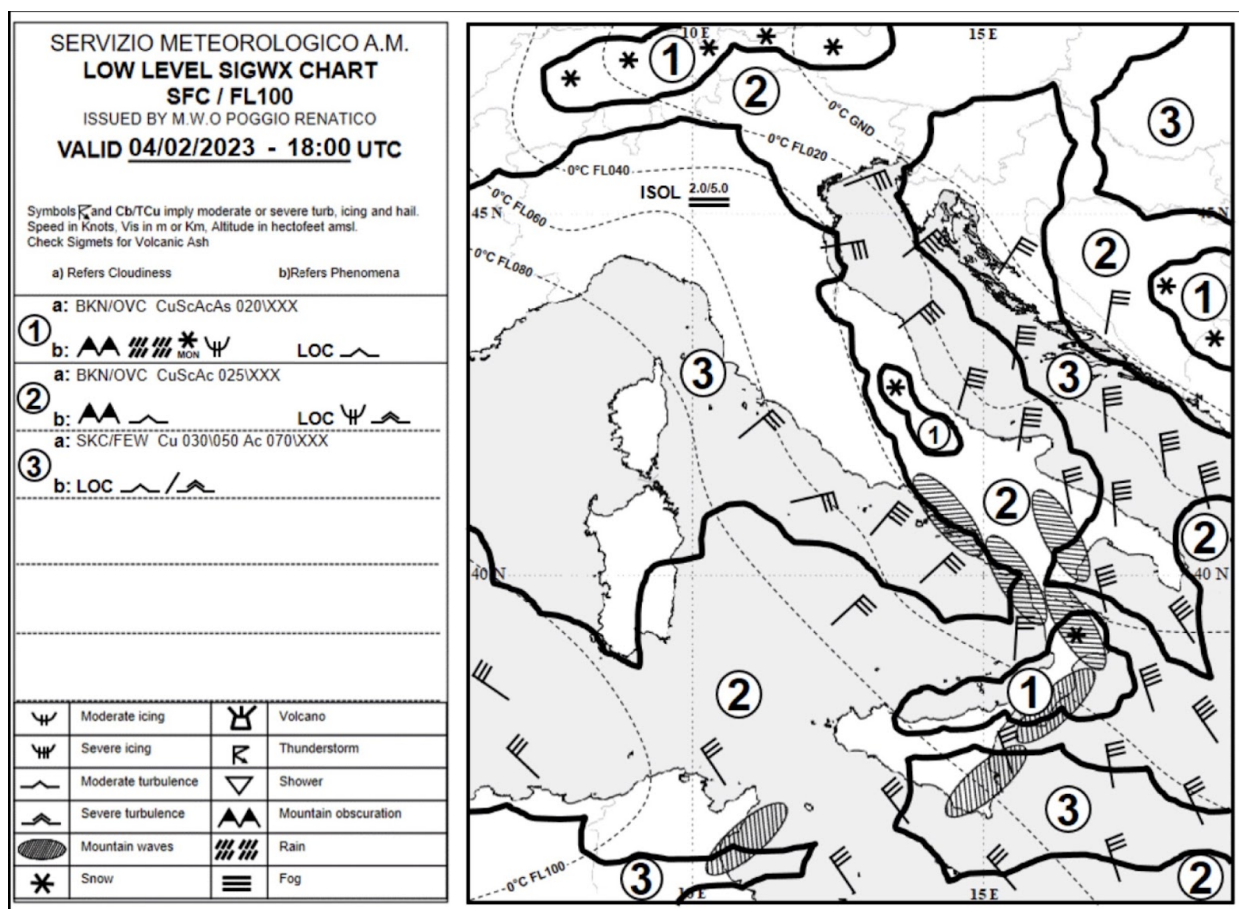 SERVIZIO METEOROLOGICO A.M.
LOW LEVEL SIGWX CHART
SFC / FL100
ISSUED BY M.W.O POGGIO RENATICO
VALID 04/02/2023 - 18:00 UTC
Symbols and Cb/TCu imply moderate or severe turb, icing and hail.
Speed in Knots, Vis in m or Km, Altitude in hectofeet amsl.
Check Sigmets for Volcanic Ash
a) Refers Cloudiness b)Refers Phenomena
1
a: BKN/OVC CuScAcAs 020\XXX
b: MON LOC
2
a: BKN/OVC CuScAc 025\XXX
b: LOC
3
a: SKC/FEW Cu 030\050 Ac 070\XXX
b: LOC /
Moderate icing Volcano
Severe icing Thunderstorm
Moderate turbulence Shower
Severe turbulence Mountain obscuration
Mountain waves Rain
Snow Fog
10 E 15 E
1
2
3
0°C GND
0°C FL020
0°C FL040
ISOL 2.0/5.0
0°C FL060
45 N 45 N
0°C FL080
2
1
3
3
1
2
2
40 N 40 N
2
1
3
0°C FL100
3
10 E 15 E
2